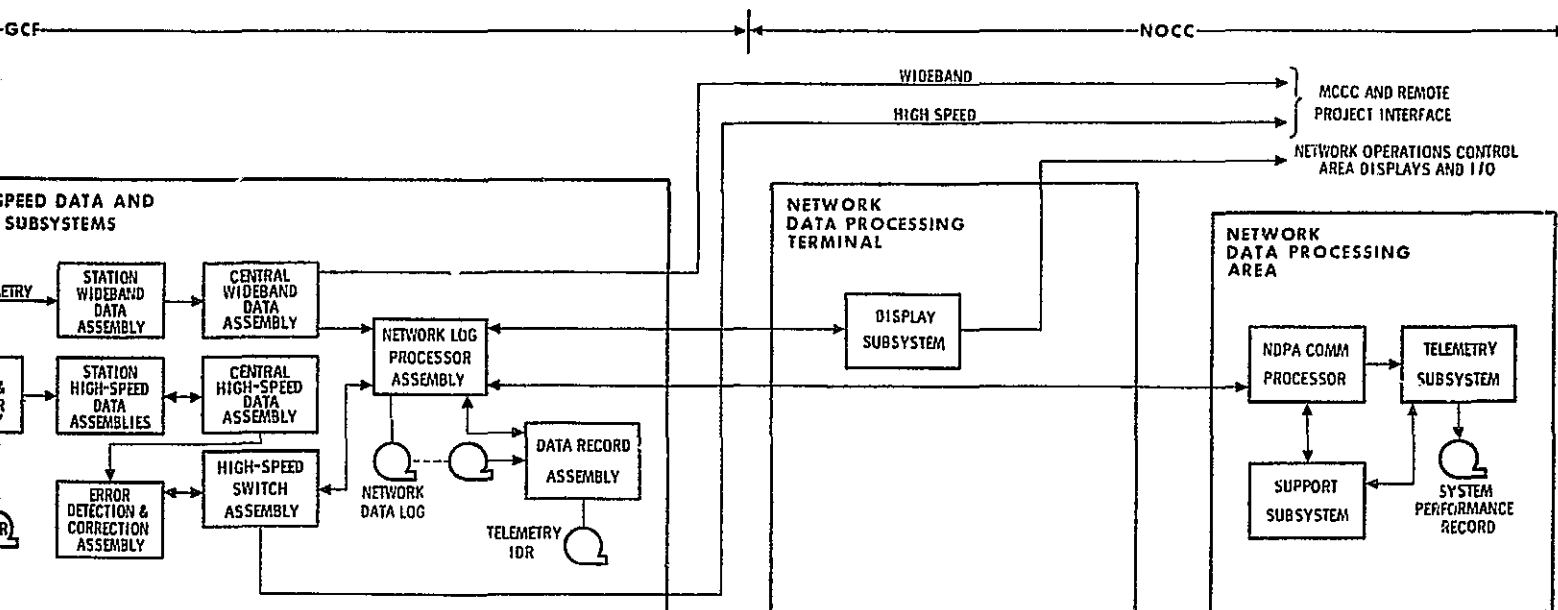 GCF
NOCC
WIDEBAND
HIGH SPEED
MCCC AND REMOTE
PROJECT INTERFACE
NETWORK OPERATIONS CONTROL
AREA DISPLAYS AND I/O
SPEED DATA AND
SUBSYSTEMS
NETWORK
DATA PROCESSING
TERMINAL
NETWORK
DATA PROCESSING
AREA
STATION
WIDEBAND
DATA
ASSEMBLY
CENTRAL
WIDEBAND
DATA
ASSEMBLY
NETWORK LOG
PROCESSOR
ASSEMBLY
DISPLAY
SUBSYSTEM
NDPA COMM
PROCESSOR
TELEMETRY
SUBSYSTEM
&
STATION
HIGH-SPEED
DATA
ASSEMBLIES
CENTRAL
HIGH-SPEED
DATA
ASSEMBLY
HIGH-SPEED
SWITCH
ASSEMBLY
ERROR
DETECTION &
CORRECTION
ASSEMBLY
NETWORK
DATA LOG
DATA RECORD
ASSEMBLY
TELEMETRY
IDR
SUPPORT
SUBSYSTEM
SYSTEM
PERFORMANCE
RECORD